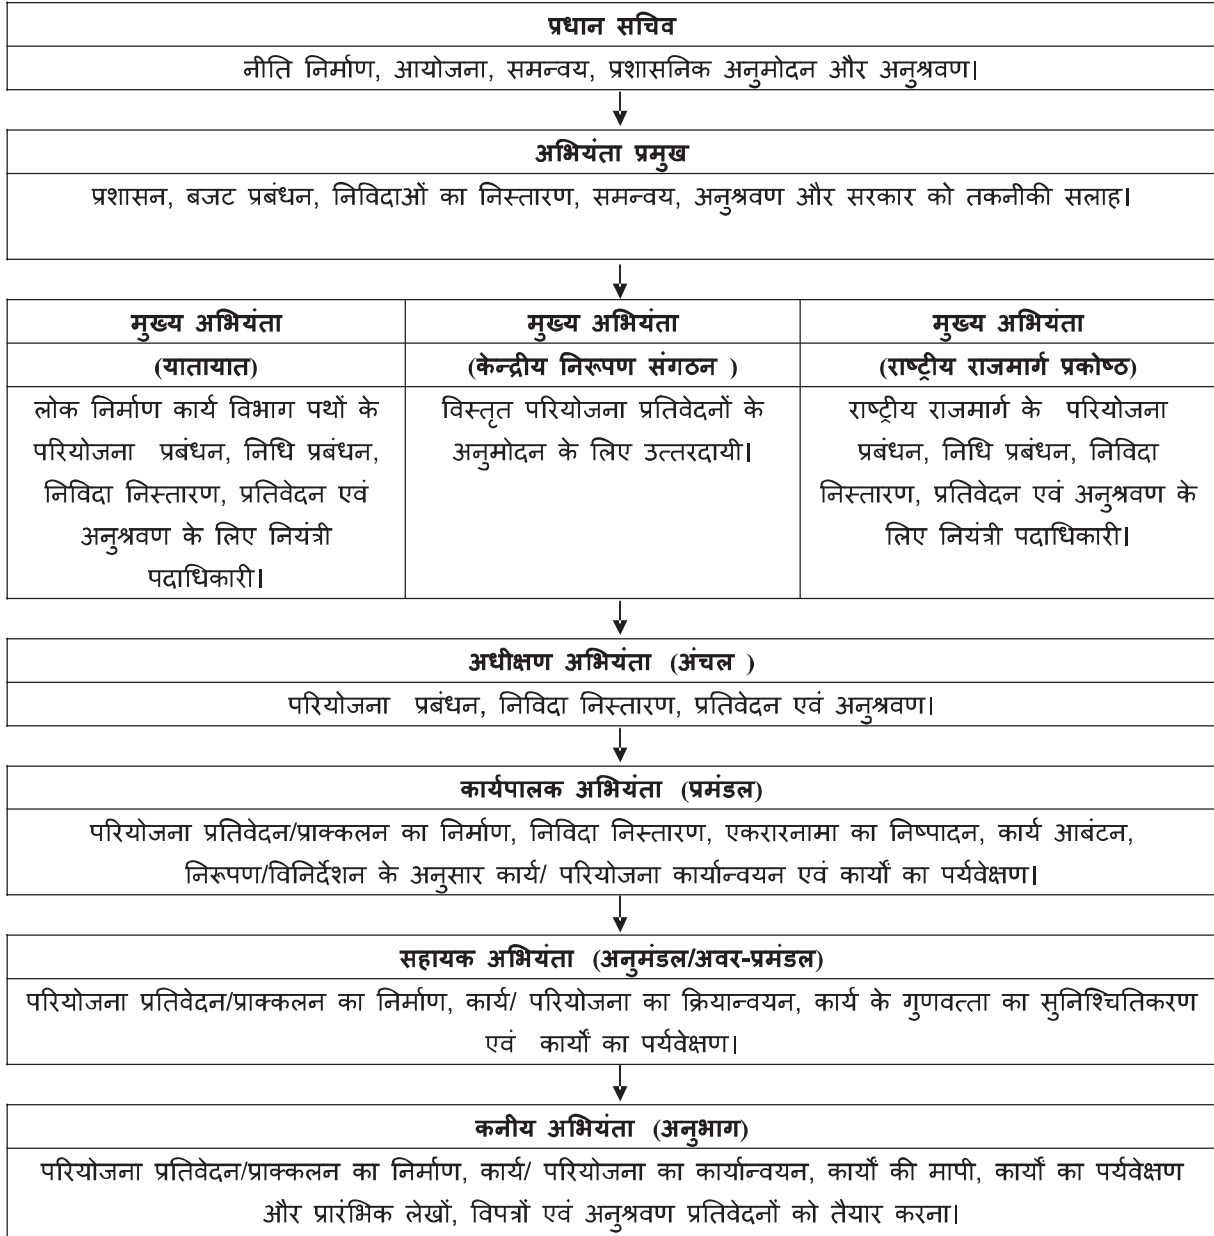 प्रधान सचिव
नीति निर्माण, आयोजना, समन्वय, प्रशासनिक अनुमोदन और अनुश्रवण।
अभियंता प्रमुख
प्रशासन, बजट प्रबंधन, निविदाओं का निस्तारण, समन्वय, अनुश्रवण और सरकार को तकनीकी सलाह।
मुख्य अभियंता
(यातायात)
लोक निर्माण कार्य विभाग पथों के
परियोजना प्रबंधन, निधि प्रबंधन,
निविदा निस्तारण, प्रतिवेदन एवं
अनुश्रवण के लिए नियंत्री
पदाधिकारी।
मुख्य अभियंता
(केन्द्रीय निरूपण संगठन )
विस्तृत परियोजना प्रतिवेदनों के
अनुमोदन के लिए उत्तरदायी।
मुख्य अभियंता
(राष्ट्रीय राजमार्ग प्रकोष्ठ)
राष्ट्रीय राजमार्ग के परियोजना
प्रबंधन, निधि प्रबंधन, निविदा
निस्तारण, प्रतिवेदन एवं अनुश्रवण के
लिए नियंत्री पदाधिकारी।
अधीक्षण अभियंता (अंचल )
परियोजना प्रबंधन, निविदा निस्तारण, प्रतिवेदन एवं अनुश्रवण।
कार्यपालक अभियंता (प्रमंडल)
परियोजना प्रतिवेदन/प्राक्कलन का निर्माण, निविदा निस्तारण, एकरारनामा का निष्पादन, कार्य आबंटन,
निरूपण/विनिर्देशन के अनुसार कार्य/ परियोजना कार्यान्वयन एवं कार्यों का पर्यवेक्षण।
सहायक अभियंता (अनुमंडल/अवर-प्रमंडल)
परियोजना प्रतिवेदन/प्राक्कलन का निर्माण, कार्य/ परियोजना का क्रियान्वयन, कार्य के गुणवत्ता का सुनिश्चितिकरण
एवं कार्यों का पर्यवेक्षण।
कनीय अभियंता (अनुभाग)
परियोजना प्रतिवेदन/प्राक्कलन का निर्माण, कार्य/ परियोजना का कार्यान्वयन, कार्यों की मापी, कार्यों का पर्यवेक्षण
और प्रारंभिक लेखों, विपत्रों एवं अनुश्रवण प्रतिवेदनों को तैयार करना।